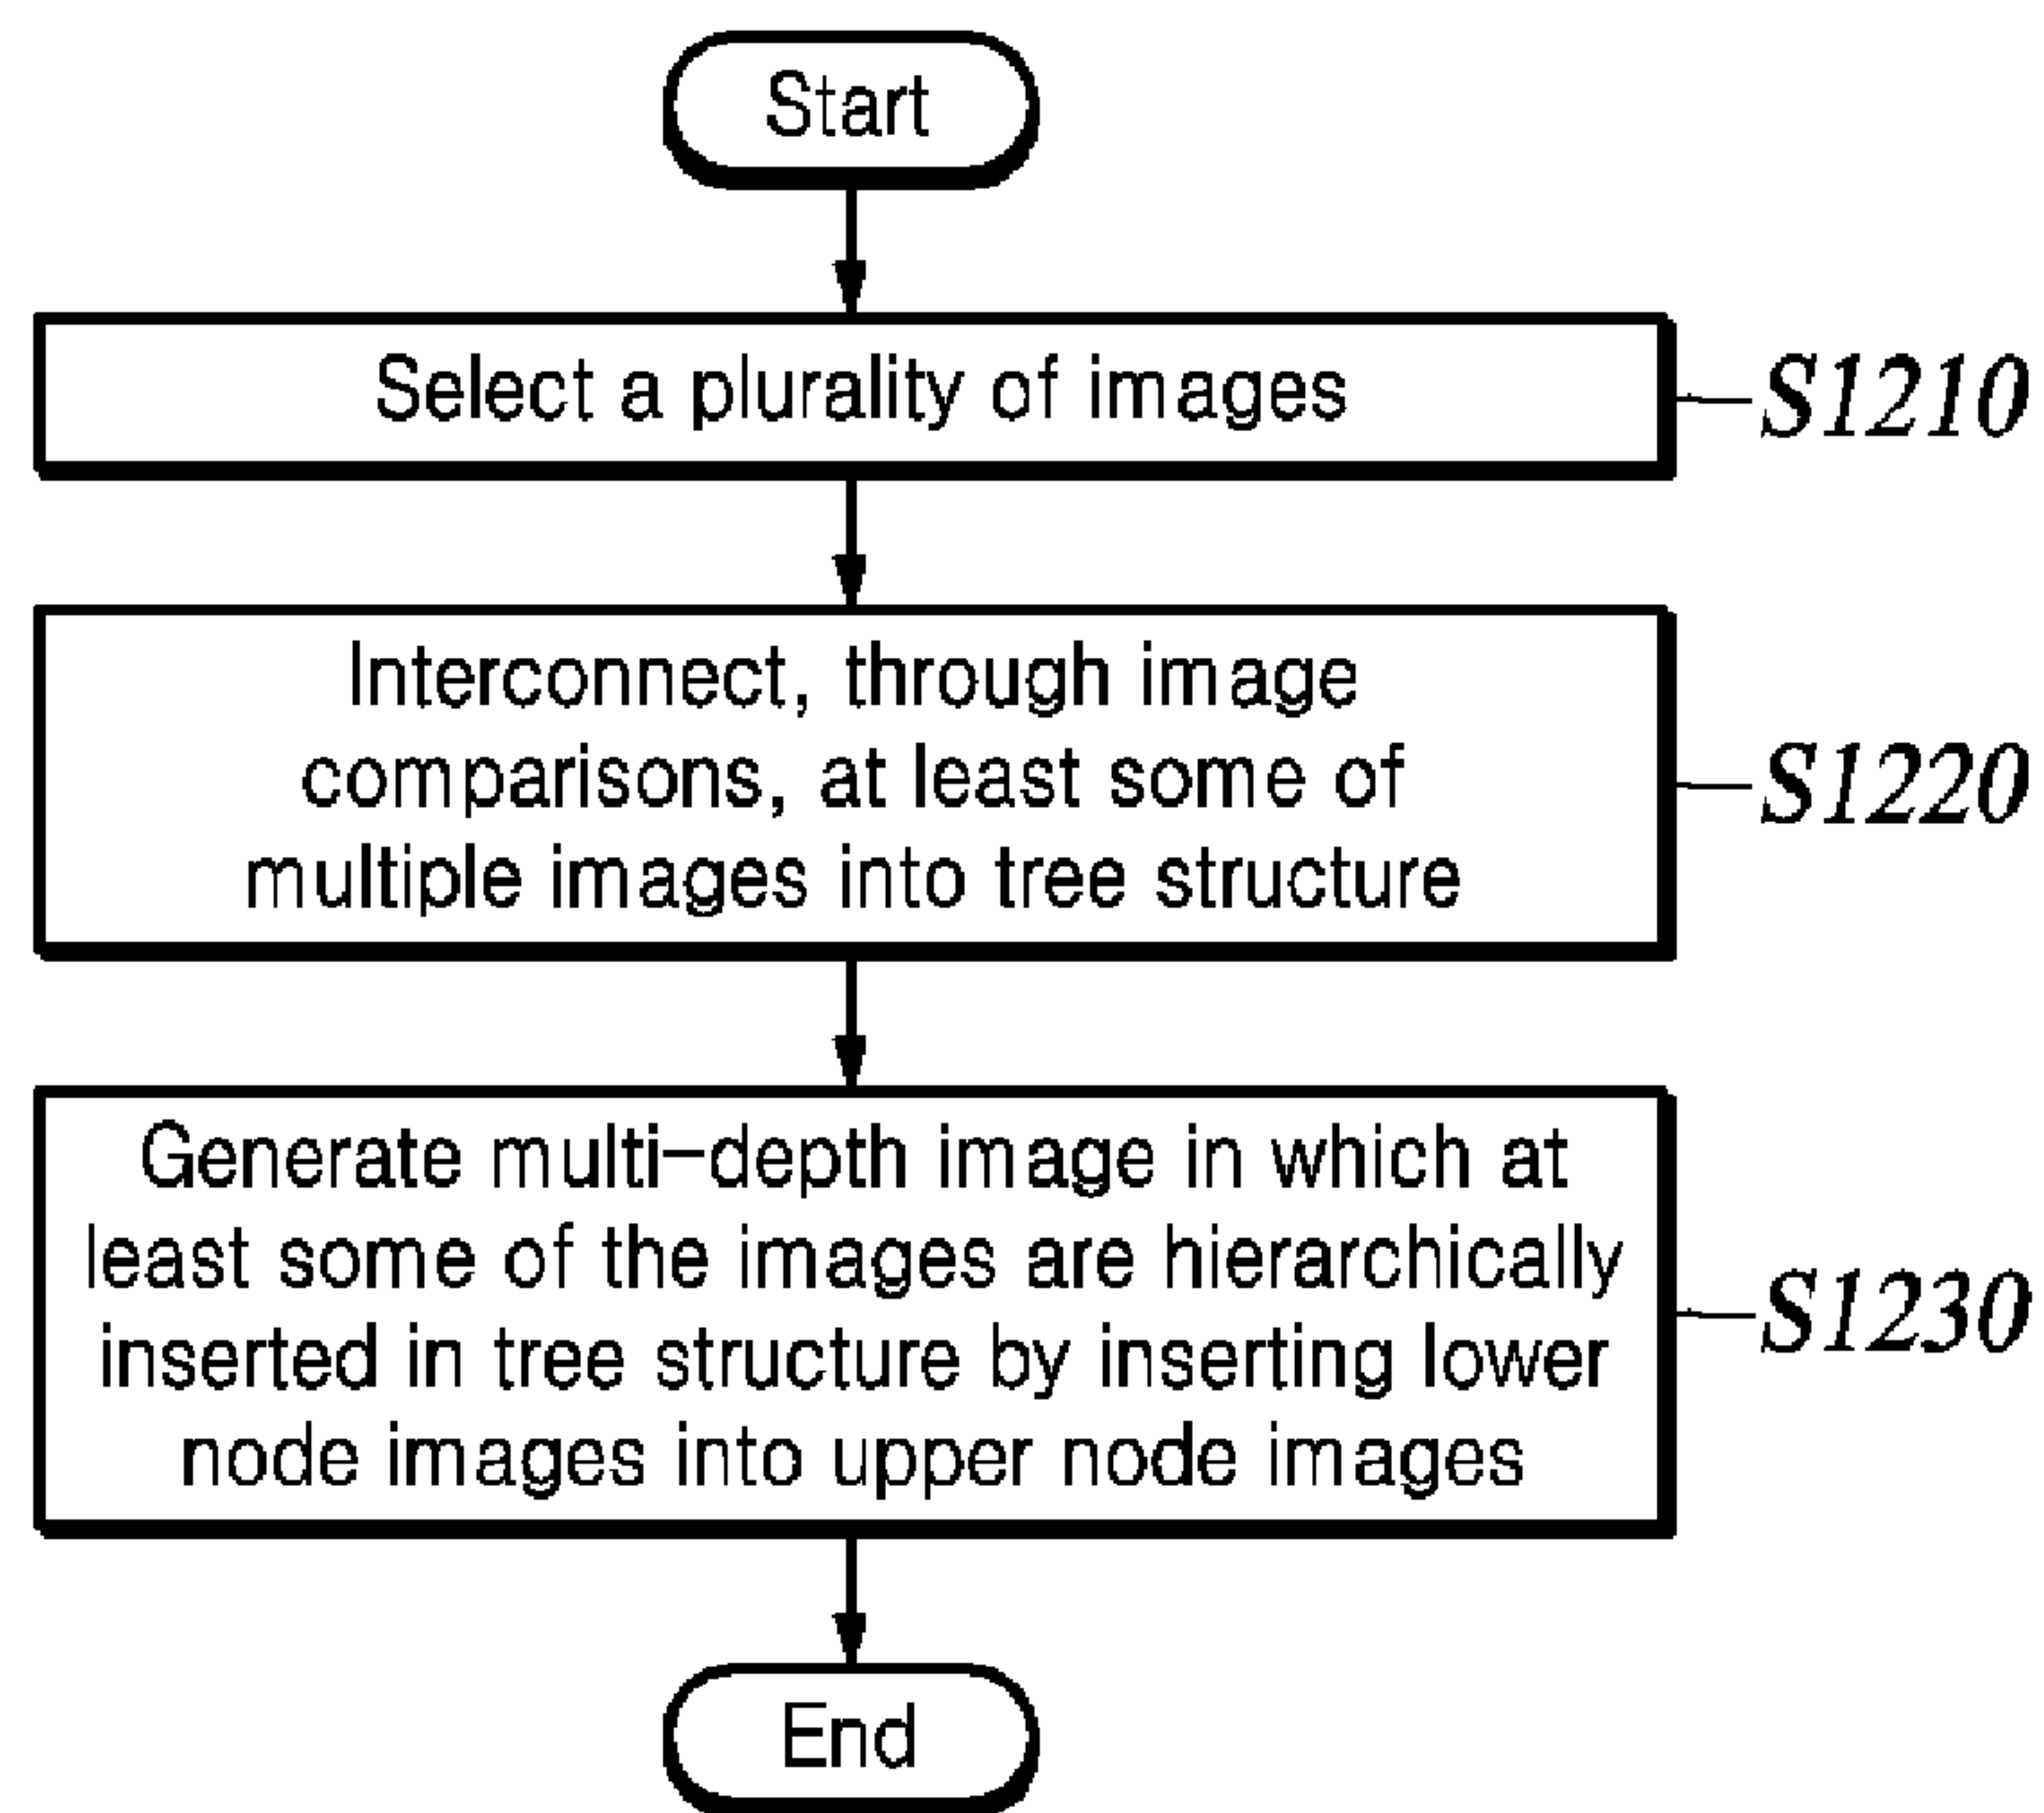 Start
Select a plurality of images
S1210
Interconnect, through image
comparisons, at least some of
multiple images into tree structure
S1220
Generate multi-depth image in which at
least some of the images are hierarchically
inserted in tree structure by inserting lower
node images into upper node images
S1230
End